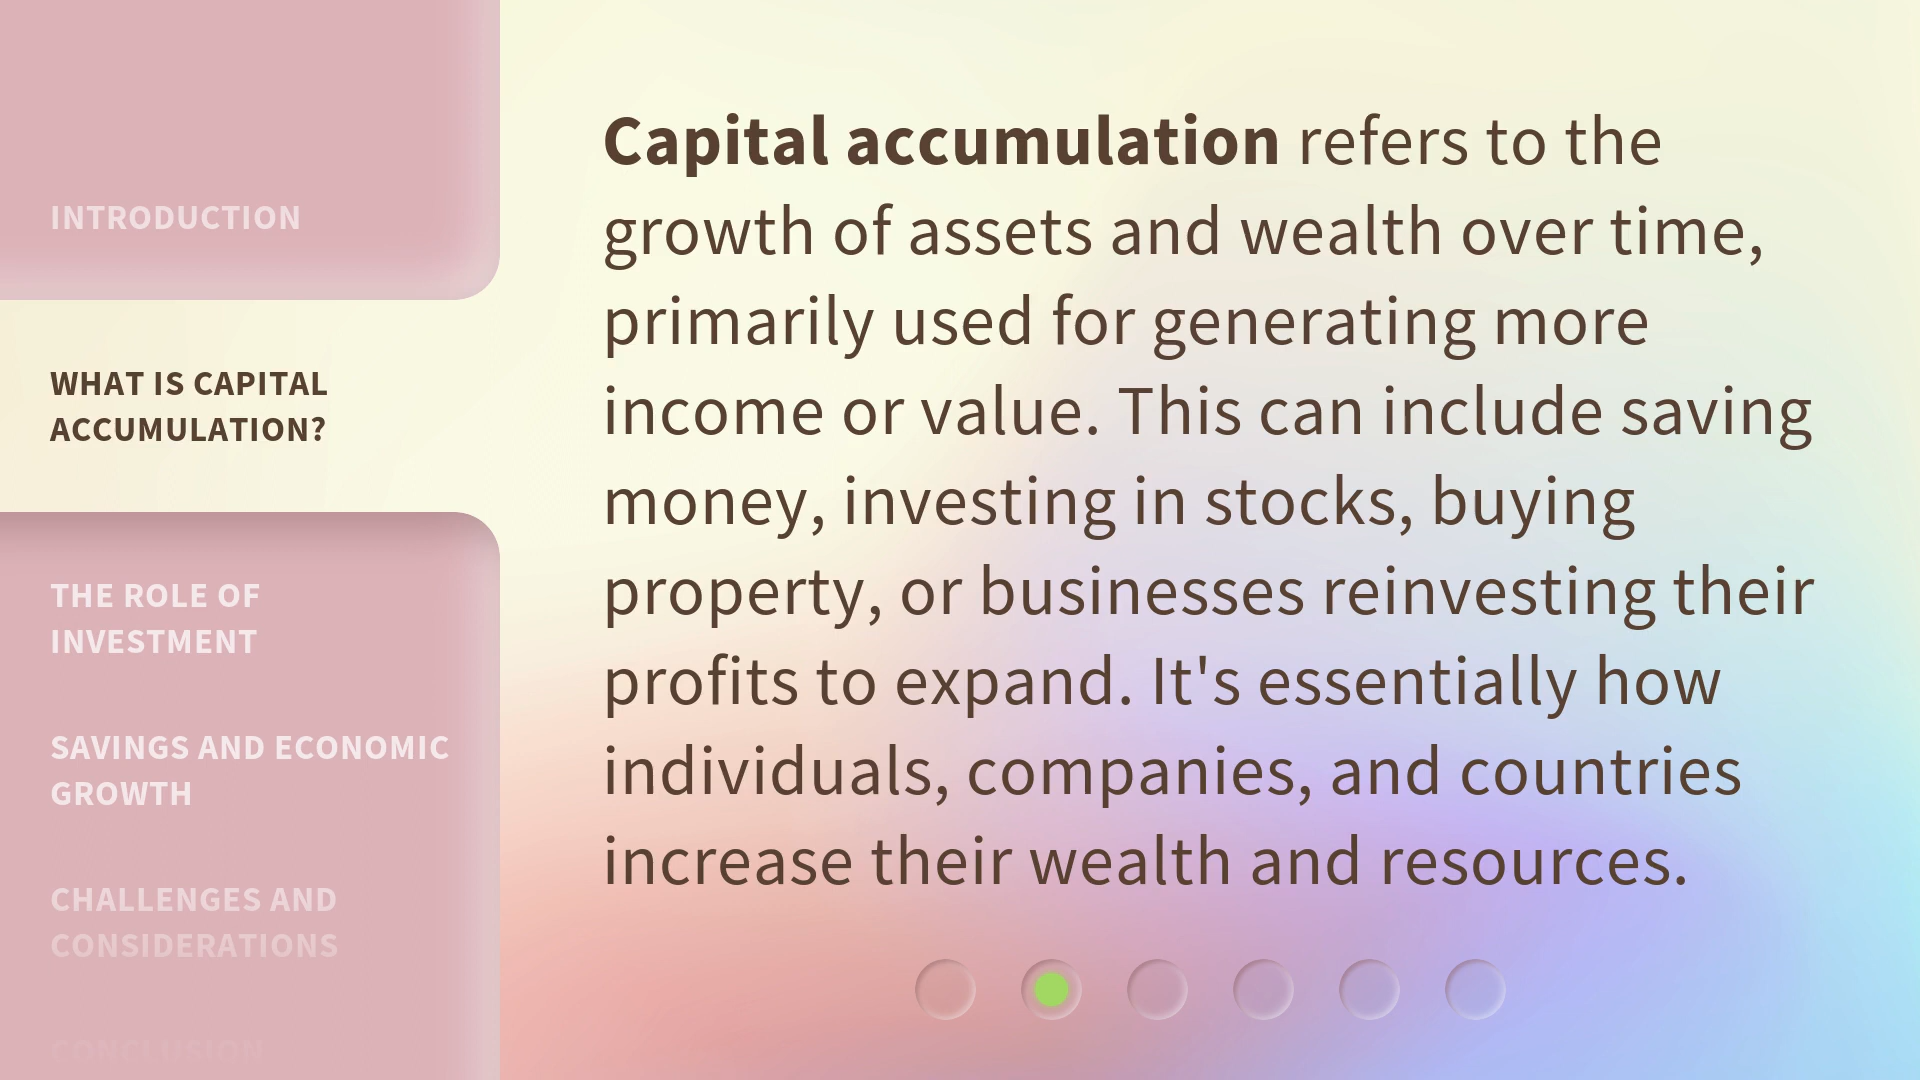 INTRODUCTION
WHAT IS CAPITAL
ACCUMULATION?
THE ROLE OF
INVESTMENT
SAVINGS AND ECONOMIC
GROWTH
CHALLENGES AND
CONSIDERATIONS
CONCLUSION
Capital accumulation refers to the
growth of assets and wealth over time,
primarily used for generating more
income or value. This can include saving
money, investing in stocks, buying
property, or businesses reinvesting their
profits to expand. It's essentially how
individuals, companies, and countries
increase their wealth and resources.